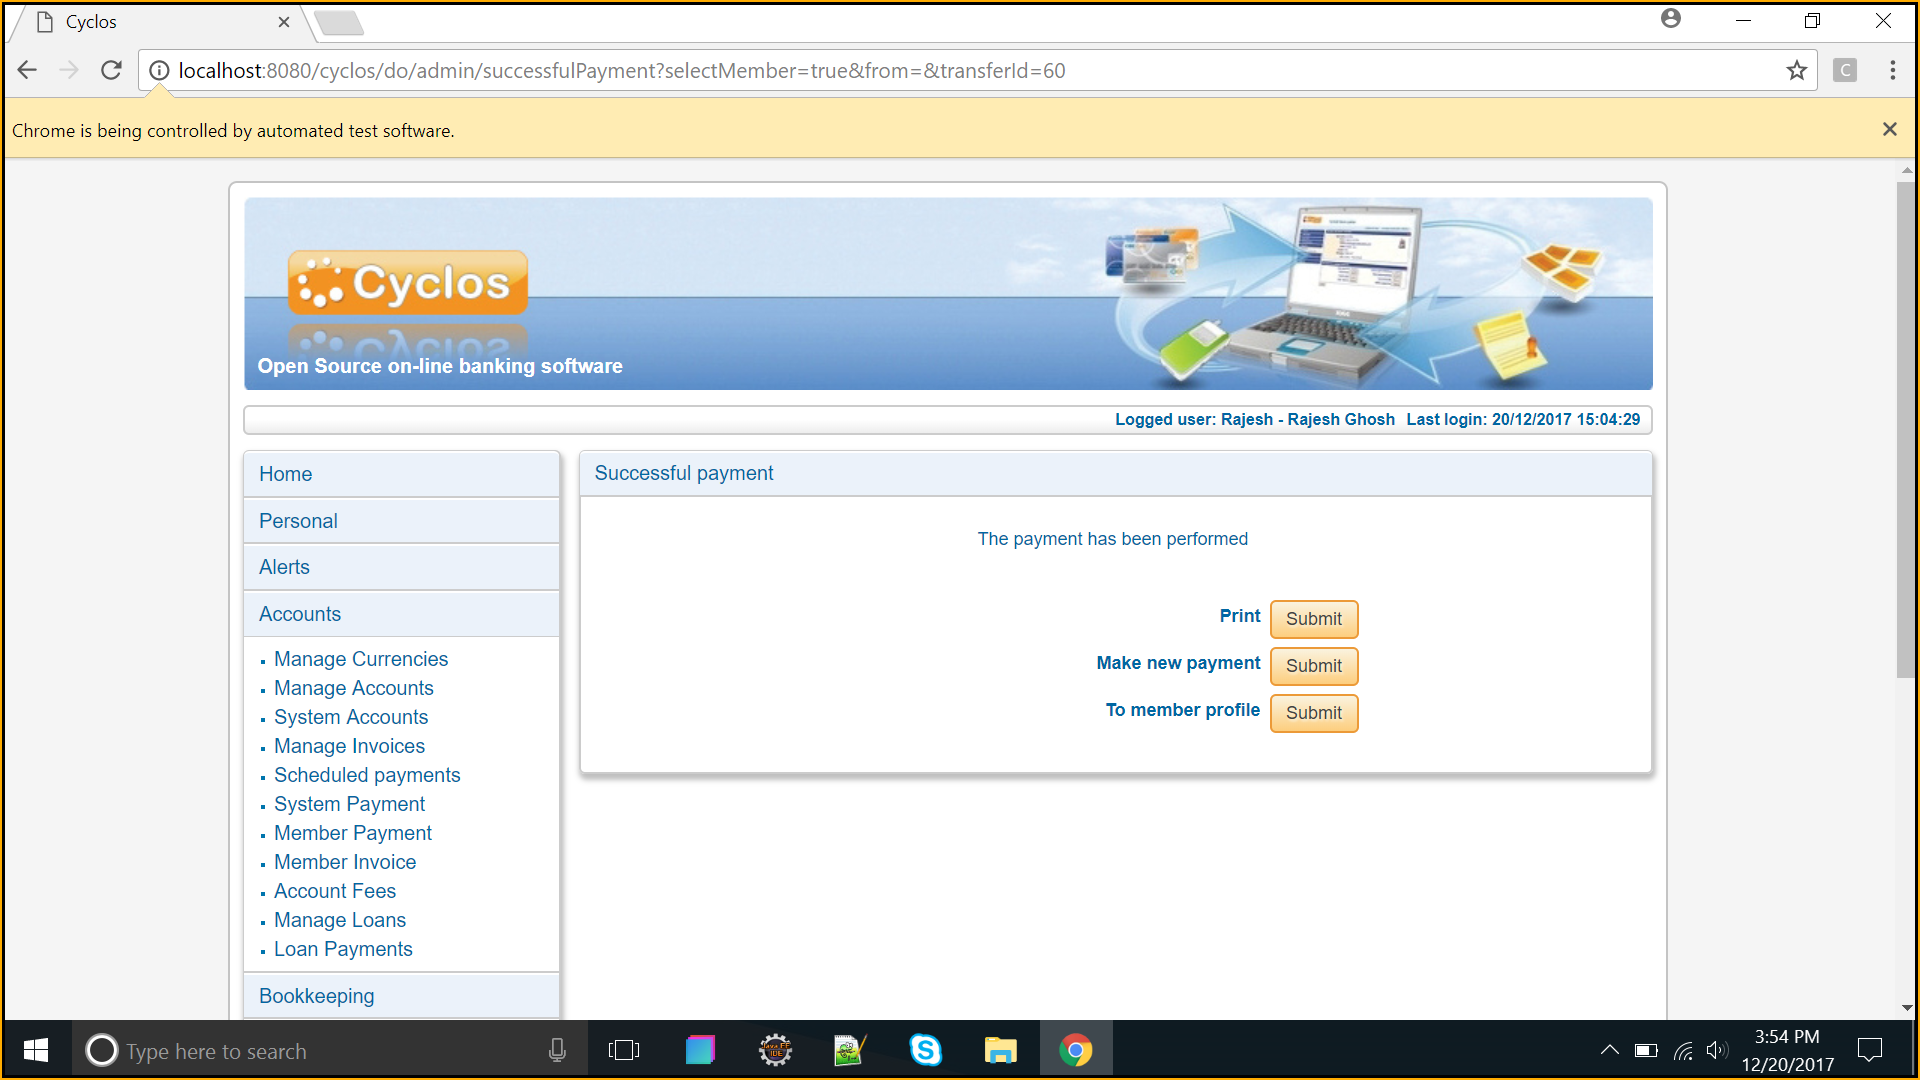 Cyclos
localhost:8080/cyclos/do/admin/successfulPayment?selectMember=true&from=&transferId=60
C
Chrome is being controlled by automated test software.
Cyclos
Open Source on-line banking software
Logged user: Rajesh - Rajesh Ghosh Last login: 20/12/2017 15:04:29
Home
Personal
Alerts
Accounts
Manage Currencies
Manage Accounts
System Accounts
Manage Invoices
Scheduled payments
System Payment
Member Payment
Member Invoice
Account Fees
Manage Loans
Loan Payments
Bookkeeping
Successful payment
The payment has been performed
Print Submit
Make new payment Submit
To member profile Submit
Type here to search
3:54 PM
12/20/2017